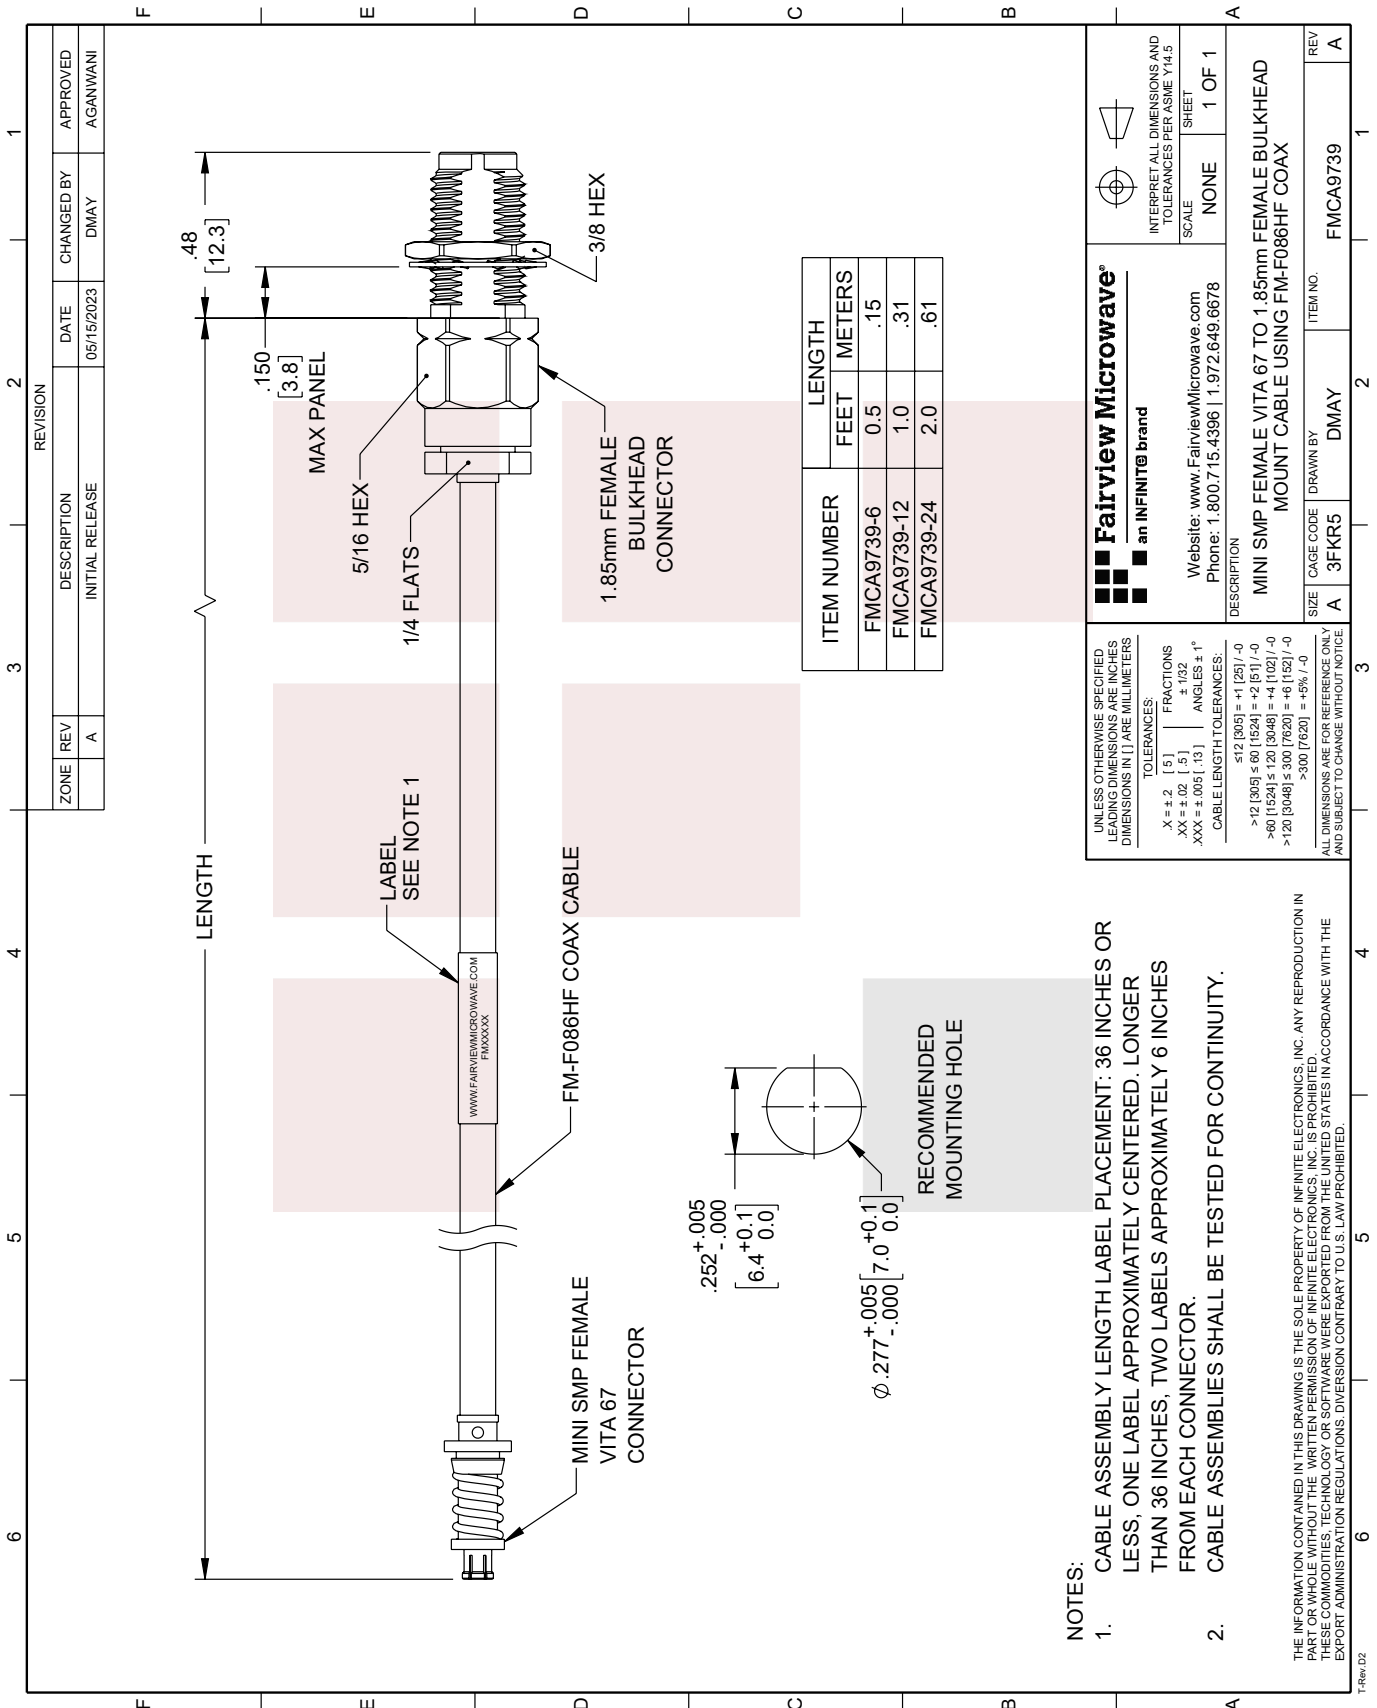 REVISION
ZONE REV DESCRIPTION DATE CHANGED BY APPROVED
A INITIAL RELEASE 05/15/2023 DMAY AGANWANI
6 5 4 3 2 1
F
E
D
C
B
A
LENGTH
.48
[12.3]
.150
[3.8]
MAX PANEL
5/16 HEX
1/4 FLATS
3/8 HEX
1.85mm FEMALE
BULKHEAD
CONNECTOR
LABEL
SEE NOTE 1
WWW.FAIRVIEWMICROWAVE.COM
FMXXXXX
FM-F086HF COAX CABLE
MINI SMP FEMALE
VITA 67
CONNECTOR
.252 +.005 -.000
[6.4 +0.1 0.0]
Ø.277 +.005 -.000 [7.0 +0.1 0.0]
RECOMMENDED
MOUNTING HOLE
ITEM NUMBER LENGTH
FEET METERS
FMCA9739-6 0.5 .15
FMCA9739-12 1.0 .31
FMCA9739-24 2.0 .61
NOTES:
1. CABLE ASSEMBLY LENGTH LABEL PLACEMENT: 36 INCHES OR
LESS, ONE LABEL APPROXIMATELY CENTERED. LONGER
THAN 36 INCHES, TWO LABELS APPROXIMATELY 6 INCHES
FROM EACH CONNECTOR.
2. CABLE ASSEMBLIES SHALL BE TESTED FOR CONTINUITY.
THE INFORMATION CONTAINED IN THIS DRAWING IS THE SOLE PROPERTY OF INFINITE ELECTRONICS, INC. ANY REPRODUCTION IN
PART OR WHOLE WITHOUT THE WRITTEN PERMISSION OF INFINITE ELECTRONICS, INC. IS PROHIBITED.
THESE COMMODITIES, TECHNOLOGY OR SOFTWARE WERE EXPORTED FROM THE UNITED STATES IN ACCORDANCE WITH THE
EXPORT ADMINISTRATION REGULATIONS. DIVERSION CONTRARY TO U.S. LAW PROHIBITED.
UNLESS OTHERWISE SPECIFIED
LEADING DIMENSIONS ARE INCHES
DIMENSIONS IN [ ] ARE MILLIMETERS
TOLERANCES:
.X = ± .2 [ 5 ] FRACTIONS
.XX = ± .02 [ .5 ] ± 1/32
.XXX = ± .005 [ .13 ] ANGLES ± 1°
CABLE LENGTH TOLERANCES:
≤12 [305] = +1 [25] / -0
>12 [305] ≤ 60 [1524] = +2 [51] / -0
>60 [1524] ≤ 120 [3048] = +4 [102] / -0
>120 [3048] ≤ 300 [7620] = +6 [152] / -0
>300 [7620] = +5% / -0
ALL DIMENSIONS ARE FOR REFERENCE ONLY
AND SUBJECT TO CHANGE WITHOUT NOTICE.
Fairview Microwave®
an INFINIT℮ brand
Website: www.FairviewMicrowave.com
Phone: 1.800.715.4396 | 1.972.649.6678
INTERPRET ALL DIMENSIONS AND
TOLERANCES PER ASME Y14.5
SCALE SHEET
NONE 1 OF 1
DESCRIPTION
MINI SMP FEMALE VITA 67 TO 1.85mm FEMALE BULKHEAD
MOUNT CABLE USING FM-F086HF COAX
SIZE CAGE CODE DRAWN BY ITEM NO. REV
A 3FKR5 DMAY FMCA9739 A
F
E
D
C
B
A
6 5 4 3 2 1
T-Rev.D2